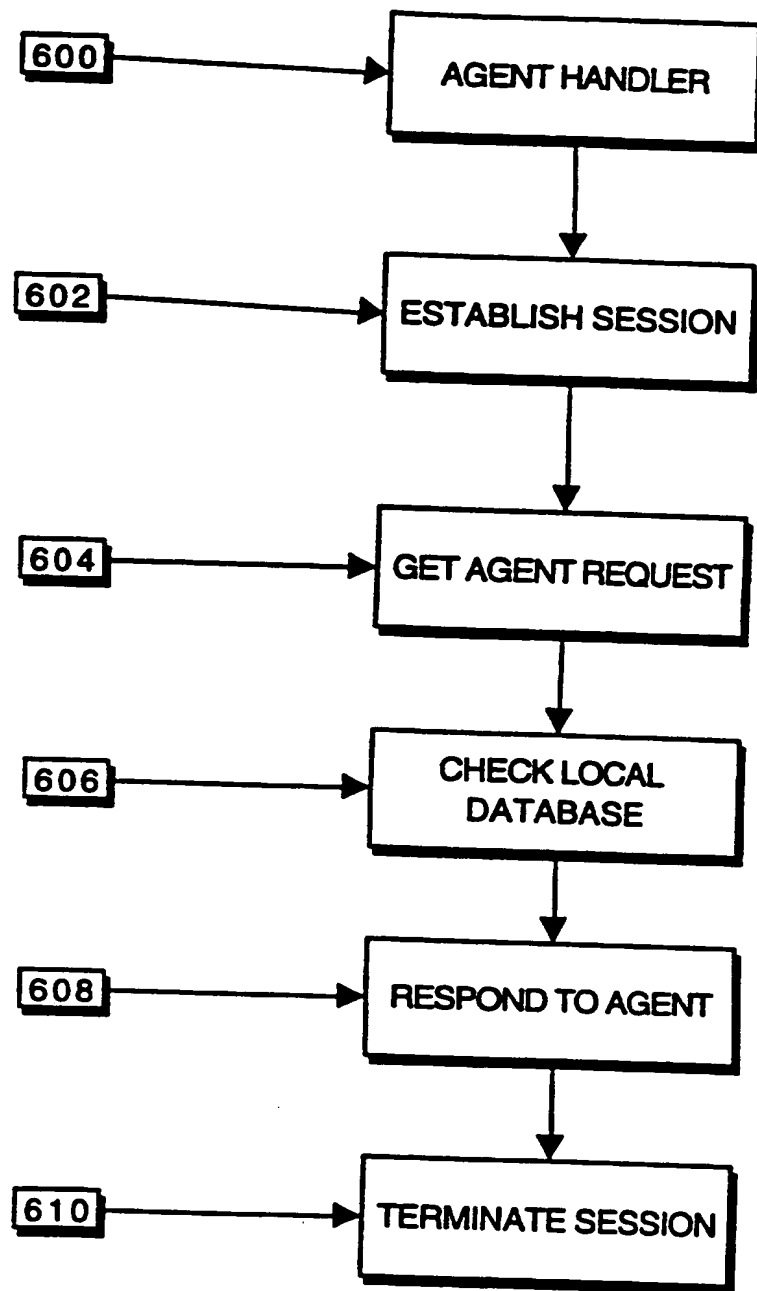 600
AGENT HANDLER
602
ESTABLISH SESSION
604
GET AGENT REQUEST
606
CHECK LOCAL
DATABASE
608
RESPOND TO AGENT
610
TERMINATE SESSION